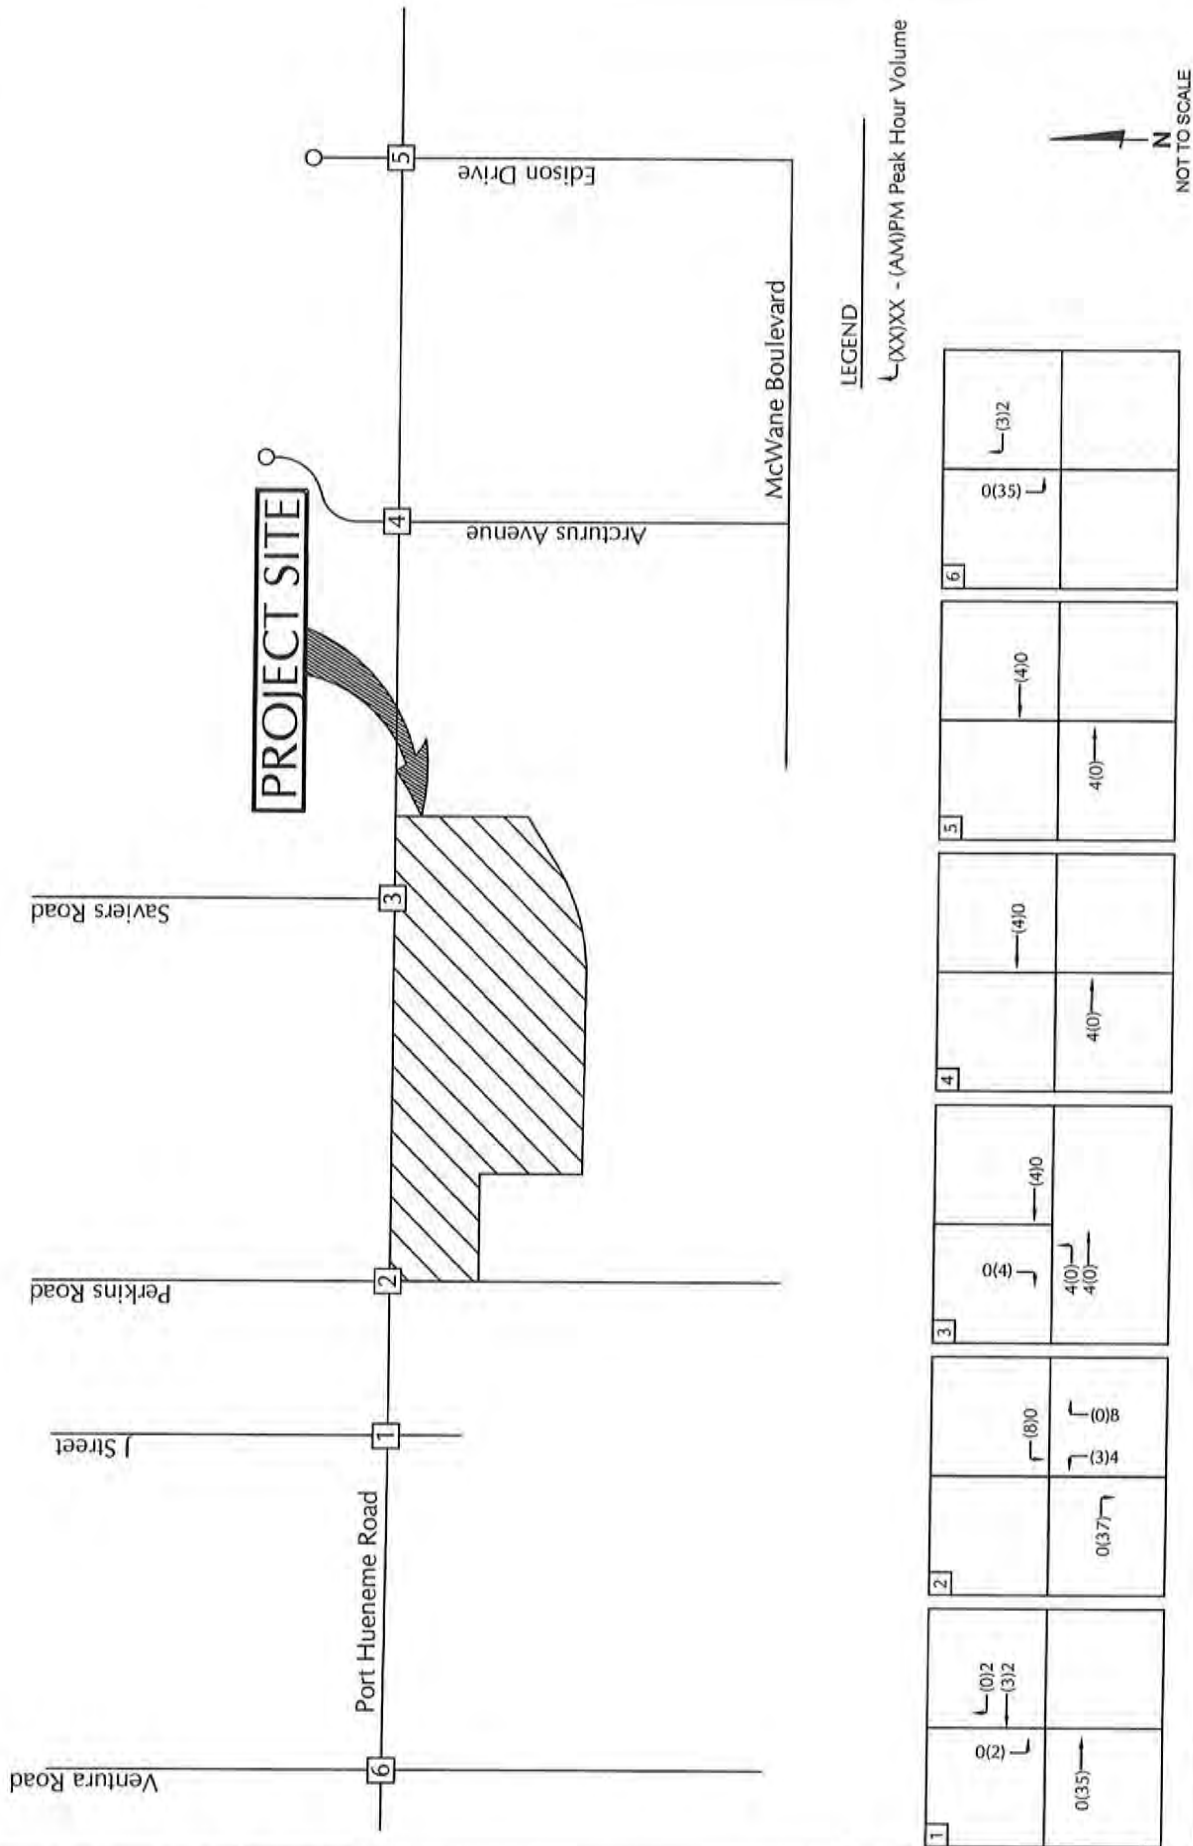 Ventura Road
J Street
Perkins Road
Saviers Road
PROJECT SITE
Port Hueneme Road
6
1
2
3
4
5
Arcturus Avenue
Edison Drive
McWane Boulevard
LEGEND
(XX)XX - (AM)PM Peak Hour Volume
N
NOT TO SCALE
1
0(2)
(0)2
(3)2
0(35)
2
(8)0
0(37)
(3)4
(0)8
3
0(4)
(4)0
4(0)
4(0)
4
(4)0
4(0)
5
(4)0
4(0)
6
0(35)
(3)2